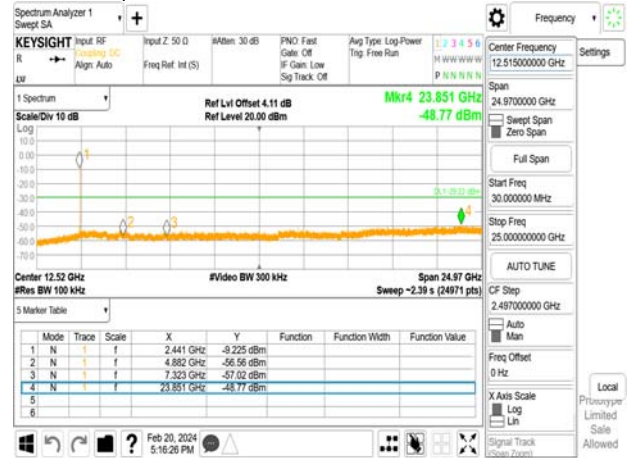 Spectrum Analyzer 1
Swept SA
+
Frequency
KEYSIGHT
R
LXI
Input: RF
Coupling: DC
Align: Auto
Input Z: 50 Ω
Freq Ref: Int (S)
#Atten: 30 dB
PNO: Fast
Gate: Off
IF Gain: Low
Sig Track: Off
Avg Type: Log-Power
Trig: Free Run
1 2 3 4 5 6
M W W W W W
P N N N N N
Center Frequency
12.515000000 GHz
Settings
Span
24.9700000 GHz
Swept Span
Zero Span
Full Span
Start Freq
30.000000 MHz
Stop Freq
25.000000000 GHz
AUTO TUNE
CF Step
2.497000000 GHz
Auto
Man
Freq Offset
0 Hz
X Axis Scale
Log
Lin
Signal Track
(Span Zoom)
Local
Prototype
Limited
Sale
Allowed
1 Spectrum
Scale/Div 10 dB
Ref Lvl Offset 4.11 dB
Ref Level 20.00 dBm
Mkr4 23.851 GHz
-48.77 dBm
Log
10.0
0.00
-10.0
-20.0
-30.0
-40.0
-50.0
-60.0
-70.0
1
2
3
4
Center 12.52 GHz
#Res BW 100 kHz
#Video BW 300 kHz
Span 24.97 GHz
Sweep ~2.39 s (24971 pts)
5 Marker Table
Mode Trace Scale X Y Function Function Width Function Value
1 N 1 f 2.441 GHz -9.225 dBm
2 N 1 f 4.882 GHz -56.56 dBm
3 N 1 f 7.323 GHz -57.02 dBm
4 N 1 f 23.851 GHz -48.77 dBm
5
6
?
Feb 20, 2024
5:16:26 PM